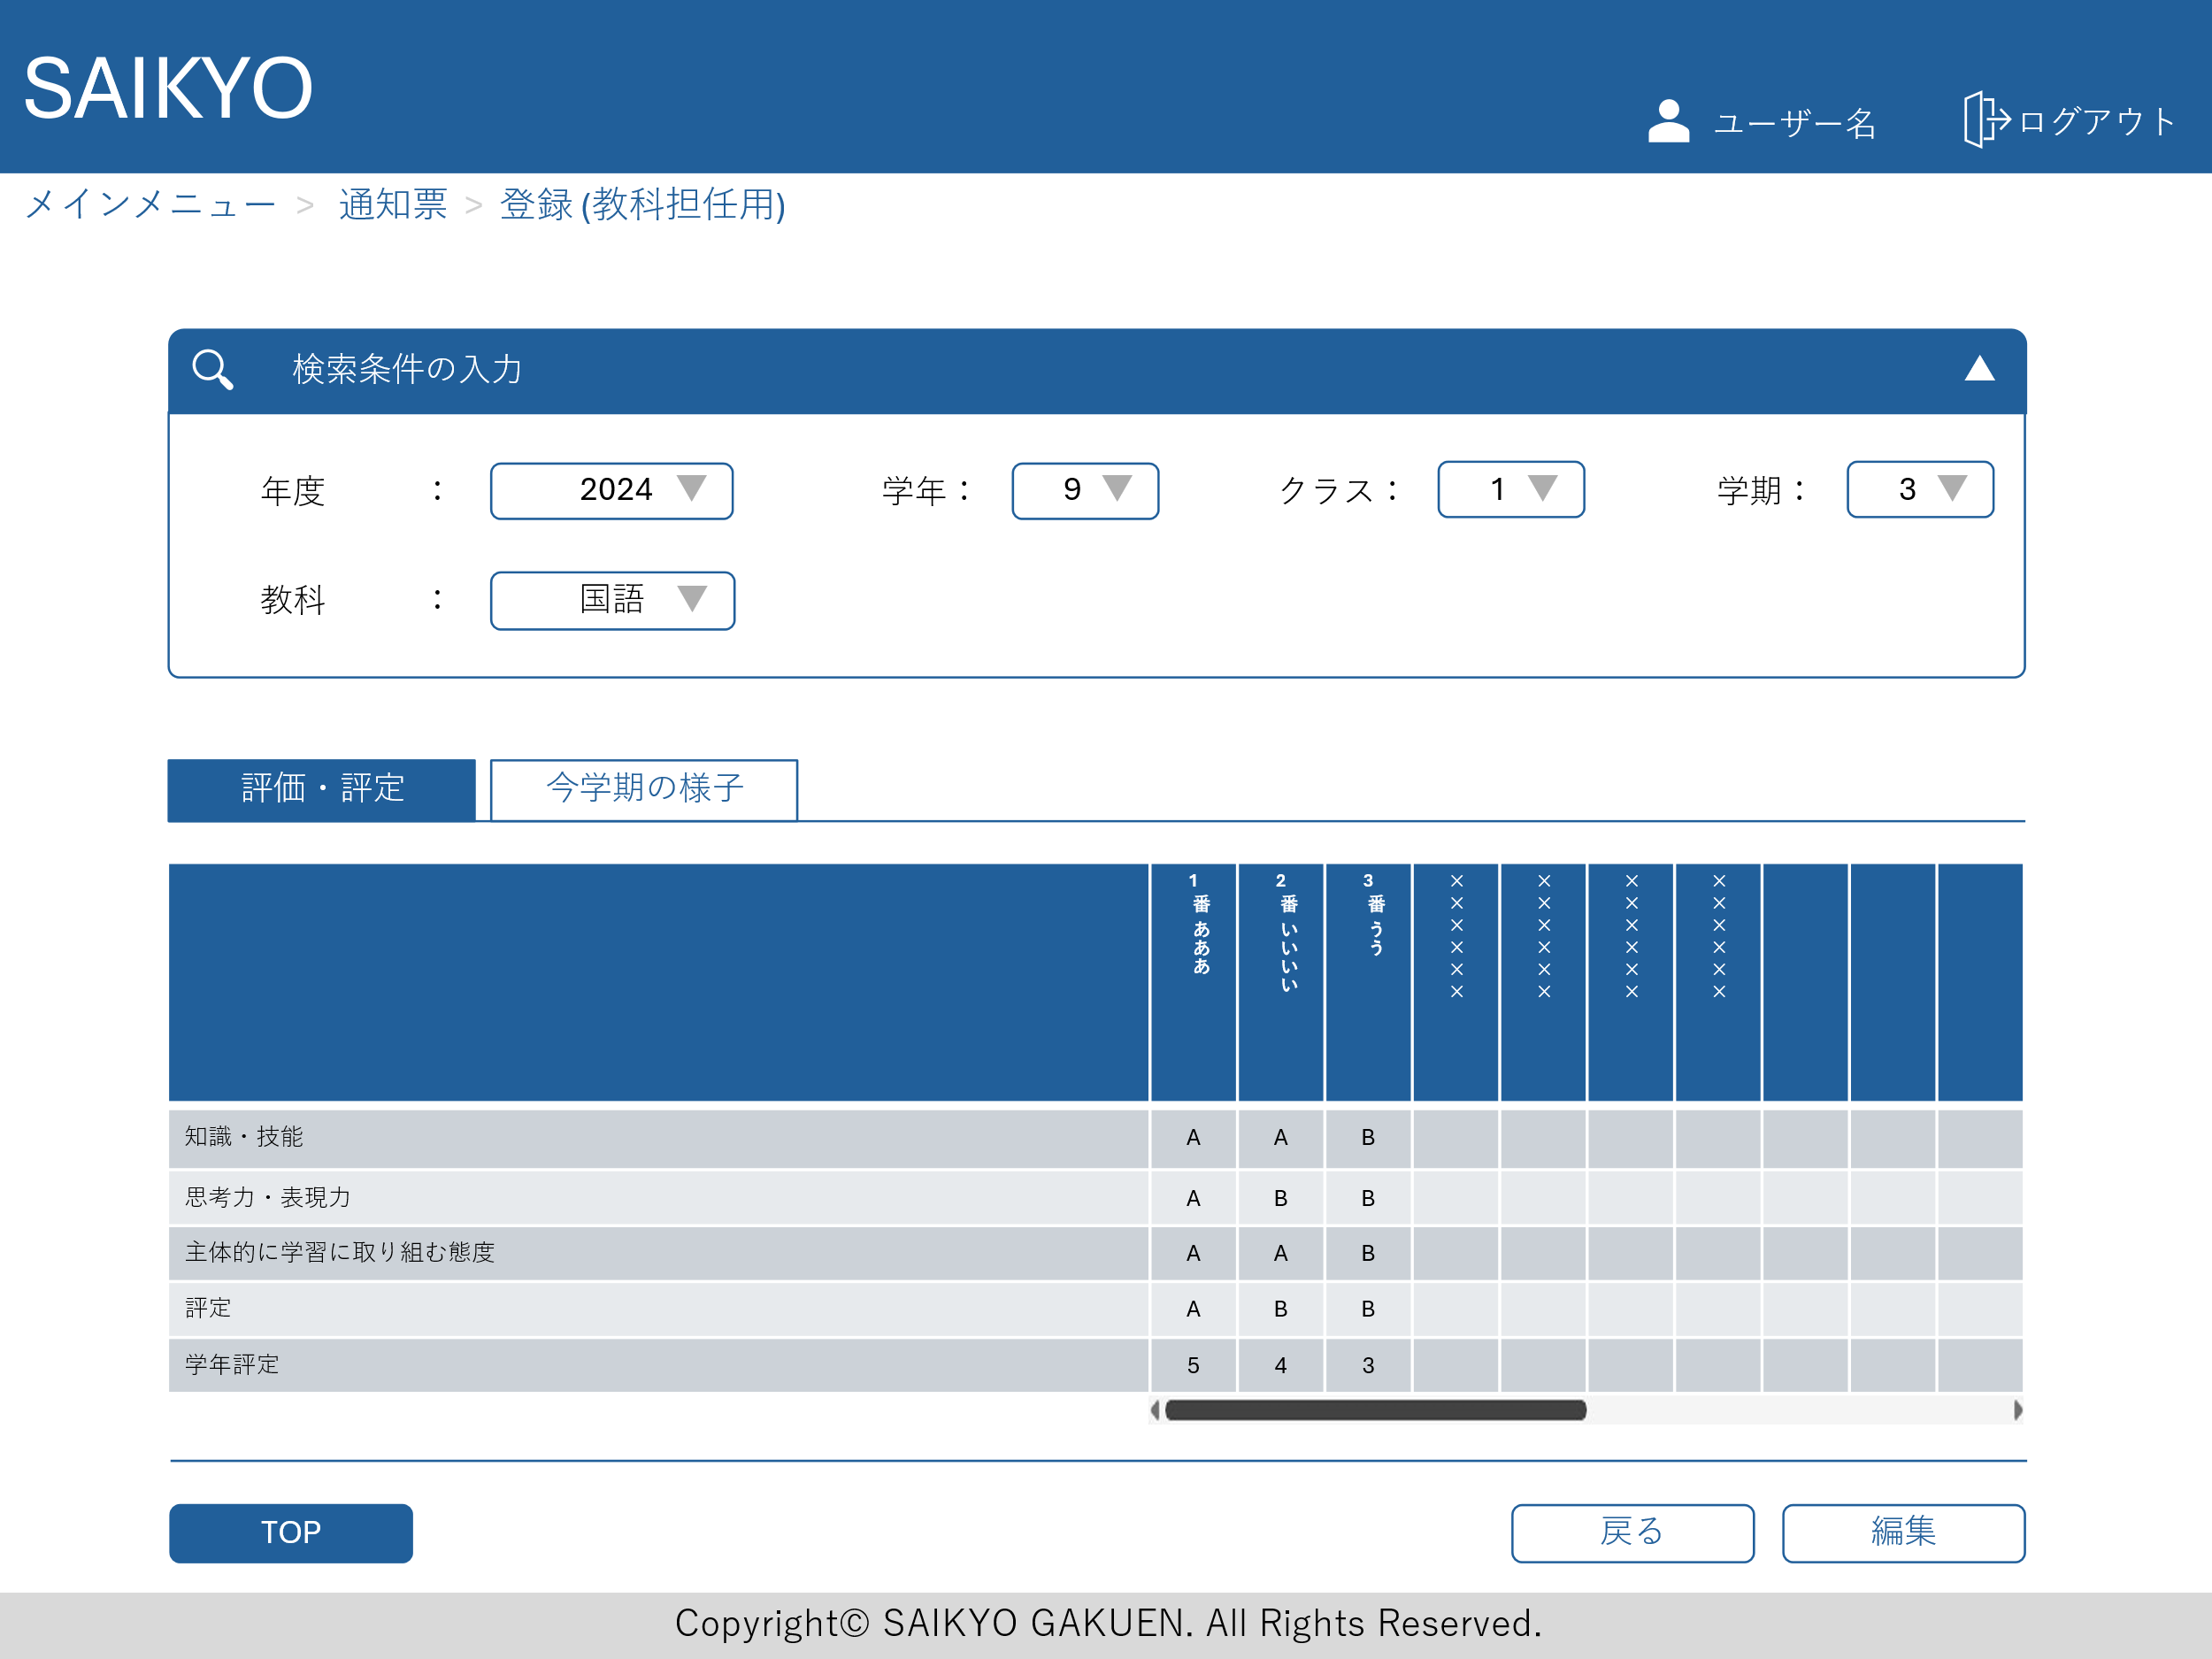 SAIKYO
ユーザー名
ログアウト
メインメニュー > 通知票 > 登録 (教科担任用)
検索条件の入力
年度 : 2024 学年: 9 クラス: 1 学期: 3
教科 : 国語
評価・評定 今学期の様子
1番 あああ
2番 いいいい
3番 うう
××××××
××××××
××××××
××××××
知識・技能 A A B
思考力・表現力 A B B
主体的に学習に取り組む態度 A A B
評定 A B B
学年評定 5 4 3
TOP 戻る 編集
Copyright© SAIKYO GAKUEN. All Rights Reserved.